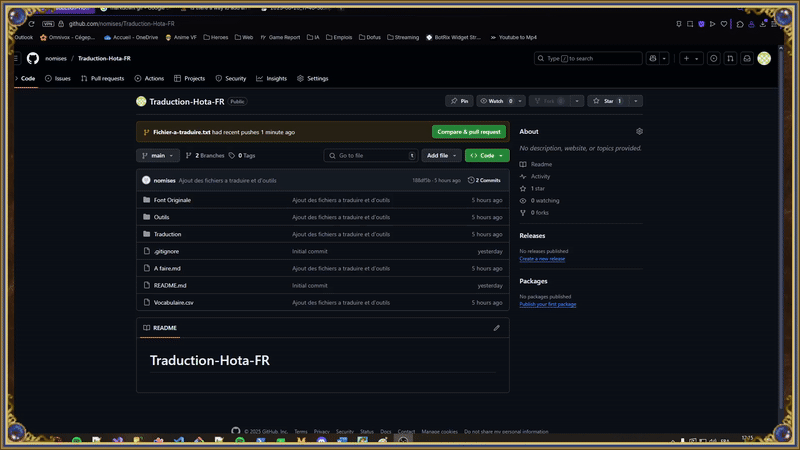 github.com/nomises/Traduction-Hota-FR
VPN
Outlook Omnivox - Cégep... Accueil - OneDrive Anime VF Heroes Web Game Report IA Emplois Dofus Streaming BotRix Widget Str... Youtube to Mp4
nomises / Traduction-Hota-FR
Type / to search
Code Issues Pull requests Actions Projects Security Insights Settings
Traduction-Hota-FR Public
Pin Watch 0 Fork 0 Star 1
Fichier-a-traduire.txt had recent pushes 1 minute ago
Compare & pull request
main 2 Branches 0 Tags
Go to file
Add file
Code
nomises Ajout des fichiers a traduire et d'outils
5 hours ago
2 Commits
Font Originale Ajout des fichiers a traduire et d'outils 5 hours ago
Outils Ajout des fichiers a traduire et d'outils 5 hours ago
Traduction Ajout des fichiers a traduire et d'outils 5 hours ago
.gitignore Initial commit yesterday
A faire.md Ajout des fichiers a traduire et d'outils 5 hours ago
README.md Initial commit yesterday
Vocabulaire.csv Ajout des fichiers a traduire et d'outils 5 hours ago
README
Traduction-Hota-FR
About
No description, website, or topics provided.
Readme
Activity
1 star
0 watching
0 forks
Releases
No releases published
Create a new release
Packages
No packages published
Publish your first package
© 2025 GitHub, Inc. Terms Privacy Security Status Docs Contact Manage cookies Do not share my personal information